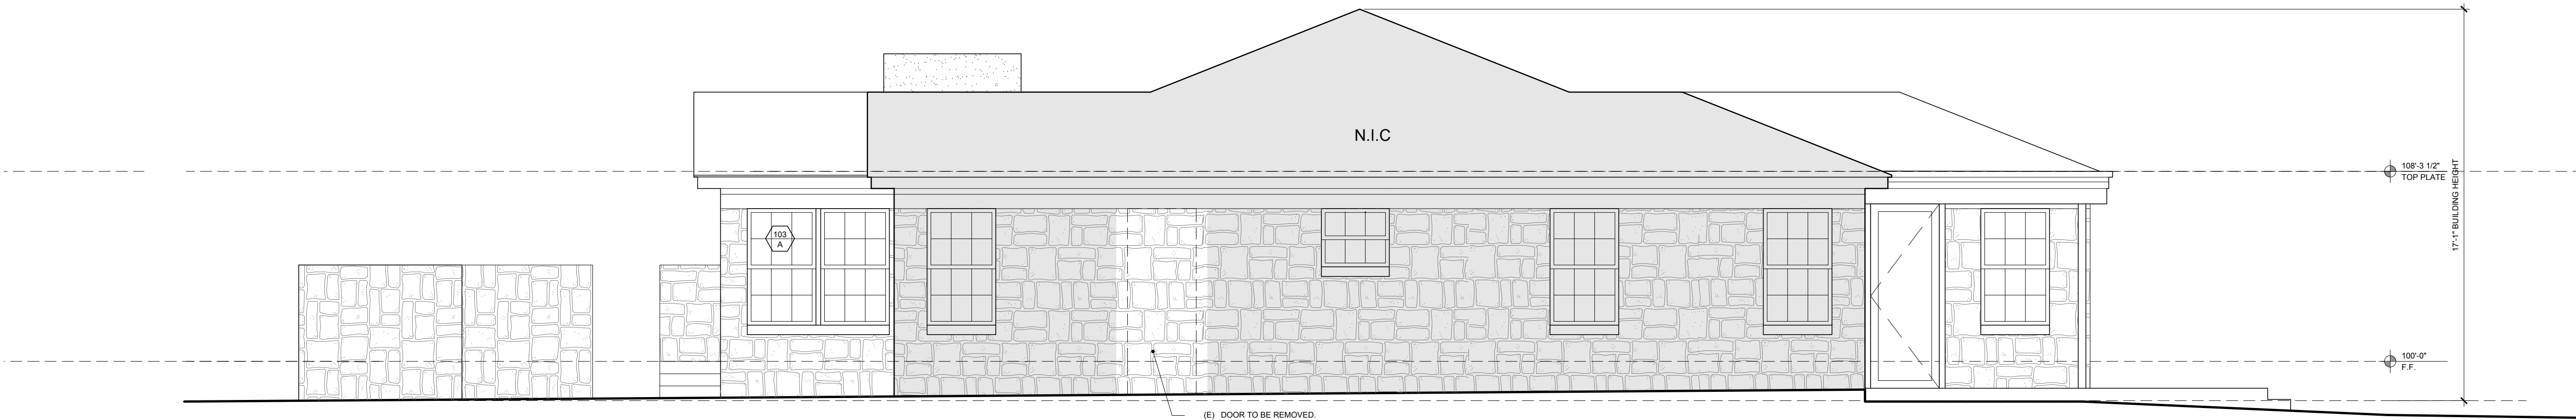 N.I.C
108'-3 1/2"
TOP PLATE
17'-1" BUILDING HEIGHT
103
A
100'-0"
F.F.
(E) DOOR TO BE REMOVED.